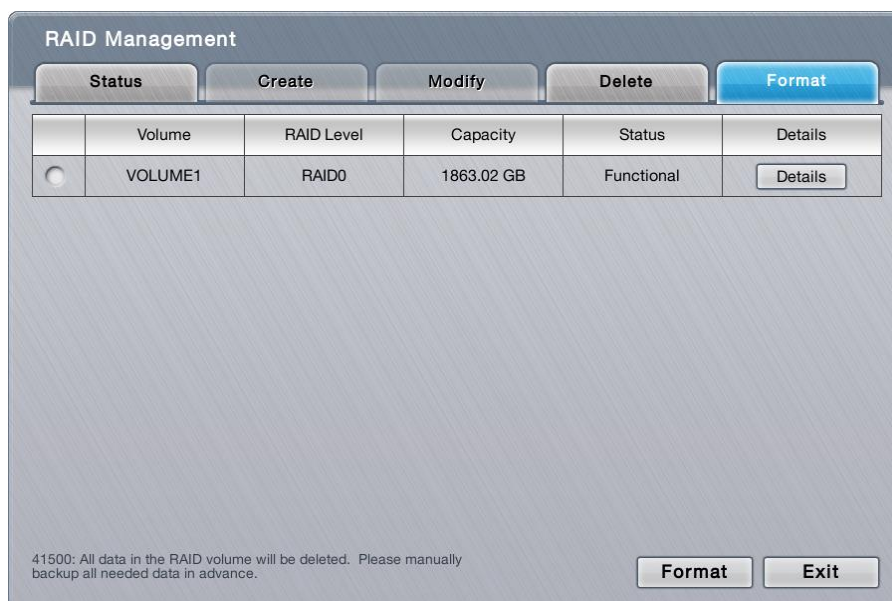 RAID Management
Status Create Modify Delete Format
Volume RAID Level Capacity Status Details
VOLUME1 RAID0 1863.02 GB Functional Details
41500: All data in the RAID volume will be deleted. Please manually
backup all needed data in advance.
Format Exit